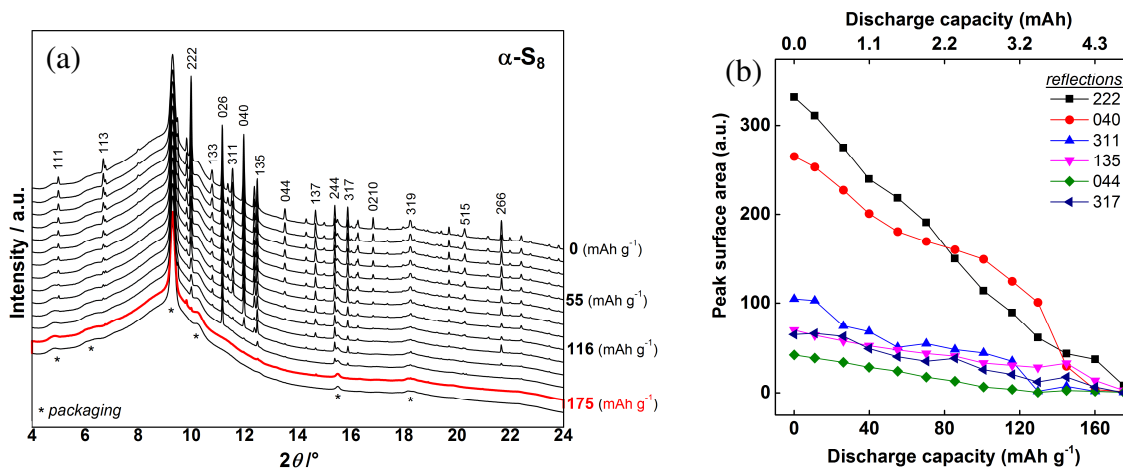 (a)
α-S8
222
026
040
111
113
133
311
135
044
137
244
317
0210
319
515
266
0 (mAh g-1)
55 (mAh g-1)
116 (mAh g-1)
175 (mAh g-1)
* * * * *
* packaging
Intensity / a.u.
4 6 8 10 12 14 16 18 20 22 24
2θ /°
Discharge capacity (mAh)
0.0 1.1 2.2 3.2 4.3
(b)
reflections
222
040
311
135
044
317
Peak surface area (a.u.)
300
200
100
0
0 40 80 120 160
Discharge capacity (mAh g-1)